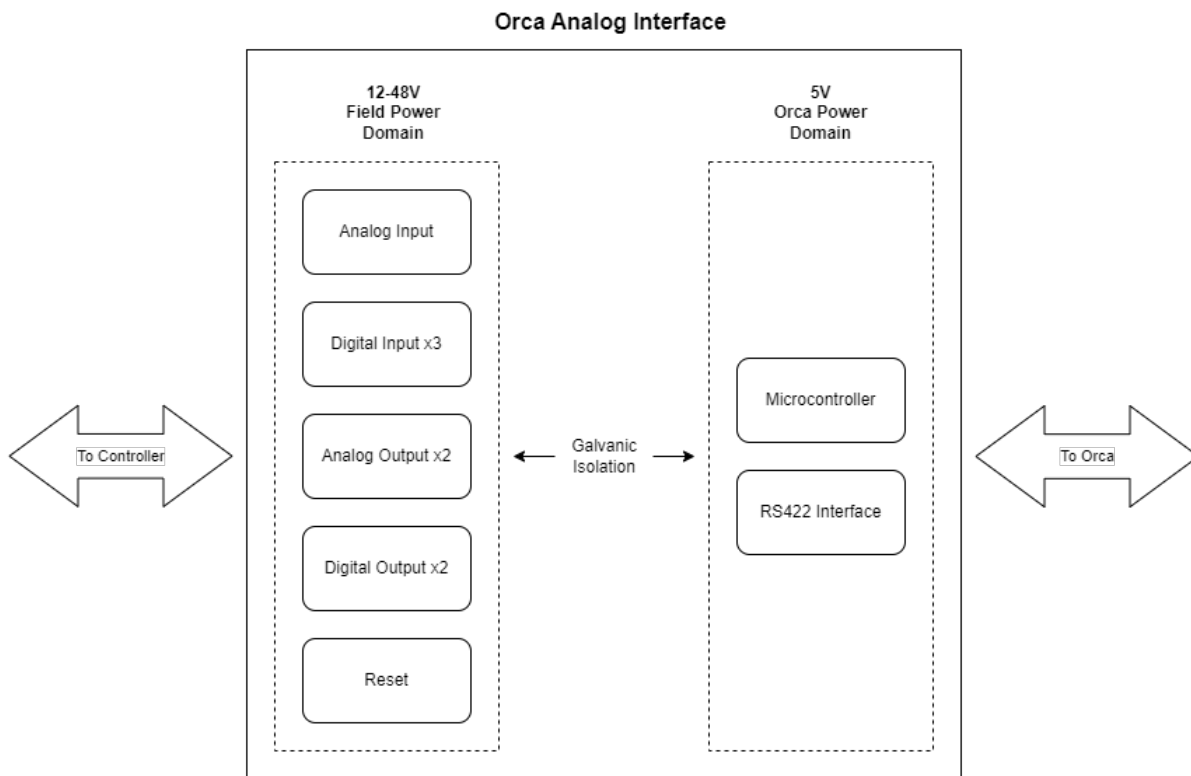 Orca Analog Interface
12-48V
Field Power
Domain
5V
Orca Power
Domain
Analog Input
Digital Input x3
Analog Output x2
Digital Output x2
Reset
To Controller
Galvanic
Isolation
Microcontroller
RS422 Interface
To Orca